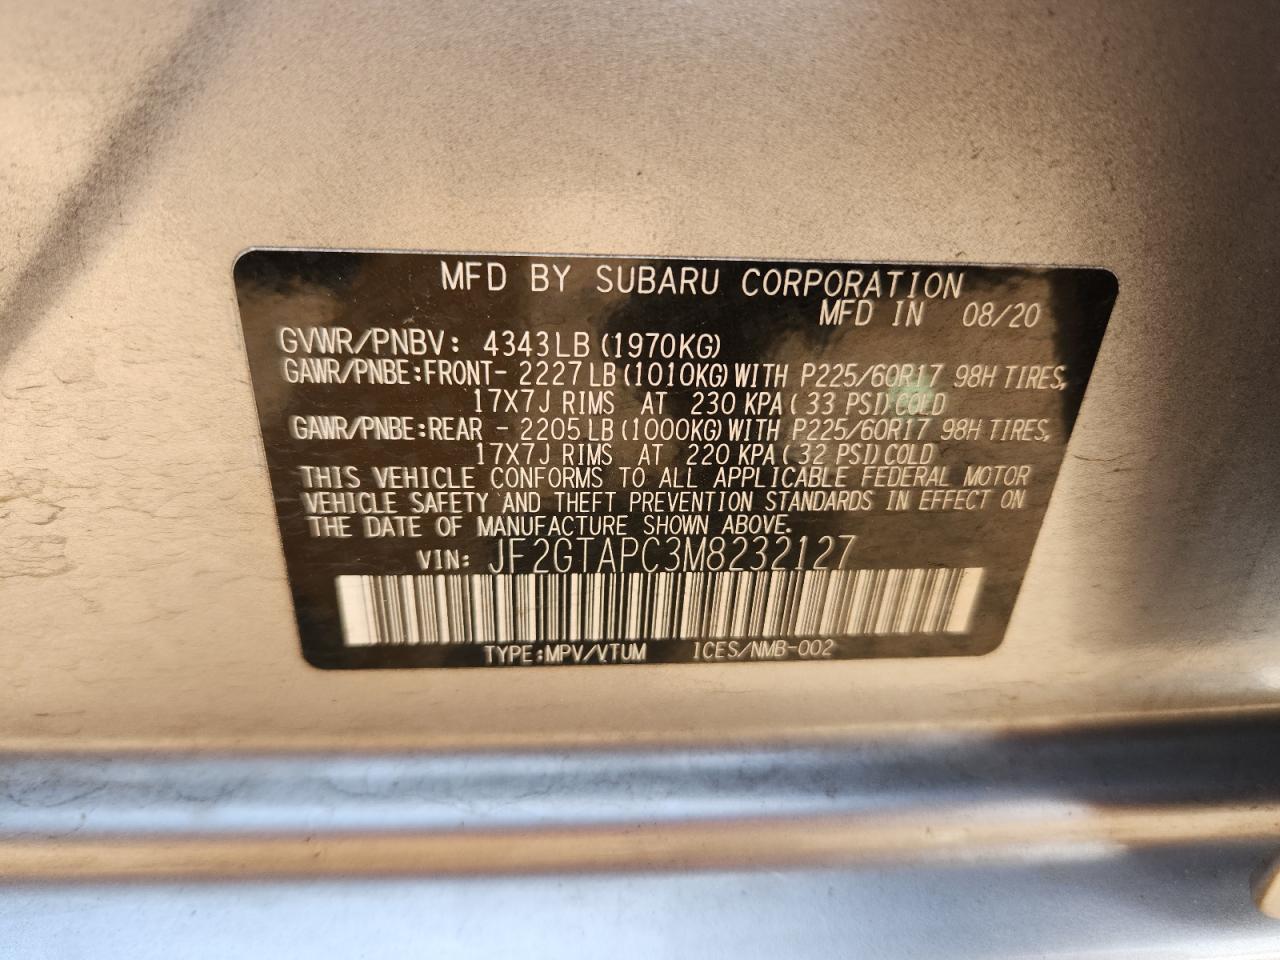 MFD BY SUBARU CORPORATION
MFD IN 08/20
GVWR/PNBV: 4343LB (1970KG)
GAWR/PNBE:FRONT- 2227LB(1010KG)WITH P225/60R17 98H TIRES,
17X7J RIMS AT 230 KPA( 33 PSI)COLD
GAWR/PNBE:REAR - 2205LB(1000KG)WITH P225/60R17 98H TIRES,
17X7J RIMS AT 220 KPA( 32 PSI)COLD
THIS VEHICLE CONFORMS TO ALL APPLICABLE FEDERAL MOTOR
VEHICLE SAFETY AND THEFT PREVENTION STANDARDS IN EFFECT ON
THE DATE OF MANUFACTURE SHOWN ABOVE.
VIN: JF2GTAPC3M8232127
TYPE:MPV/VTUM ICES/NMB-002